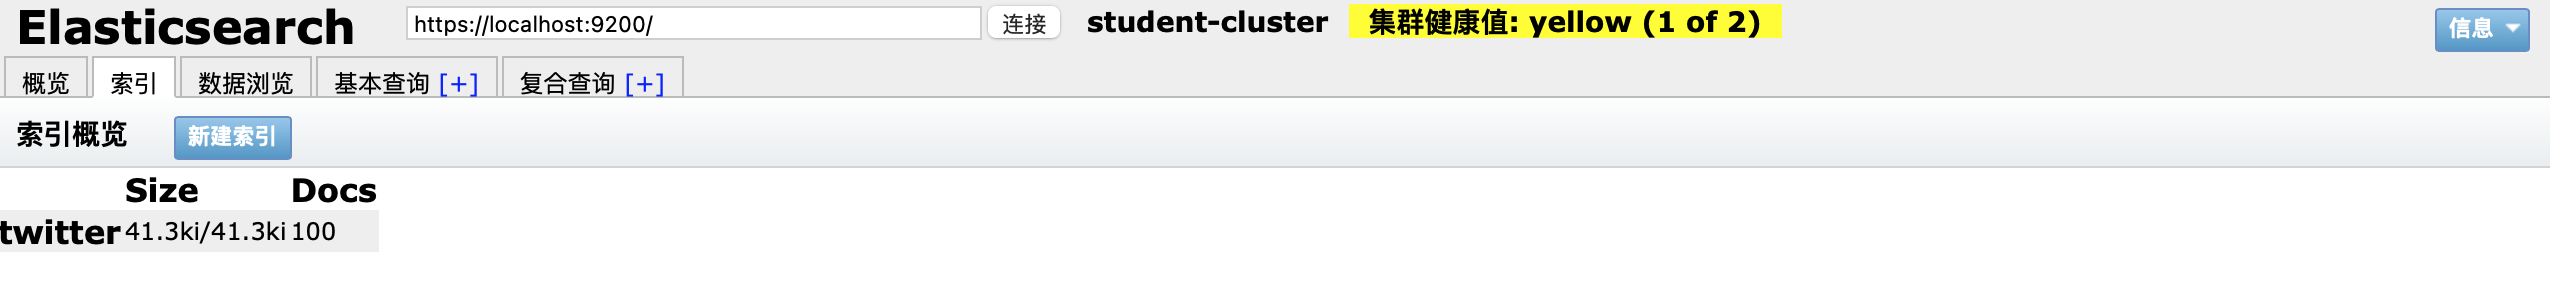 Elasticsearch https://localhost:9200/ 连接 student-cluster 集群健康值: yellow (1 of 2) 信息
概览 索引 数据浏览 基本查询 [+] 复合查询 [+]
索引概览 新建索引
Size Docs
twitter 41.3ki/41.3ki 100